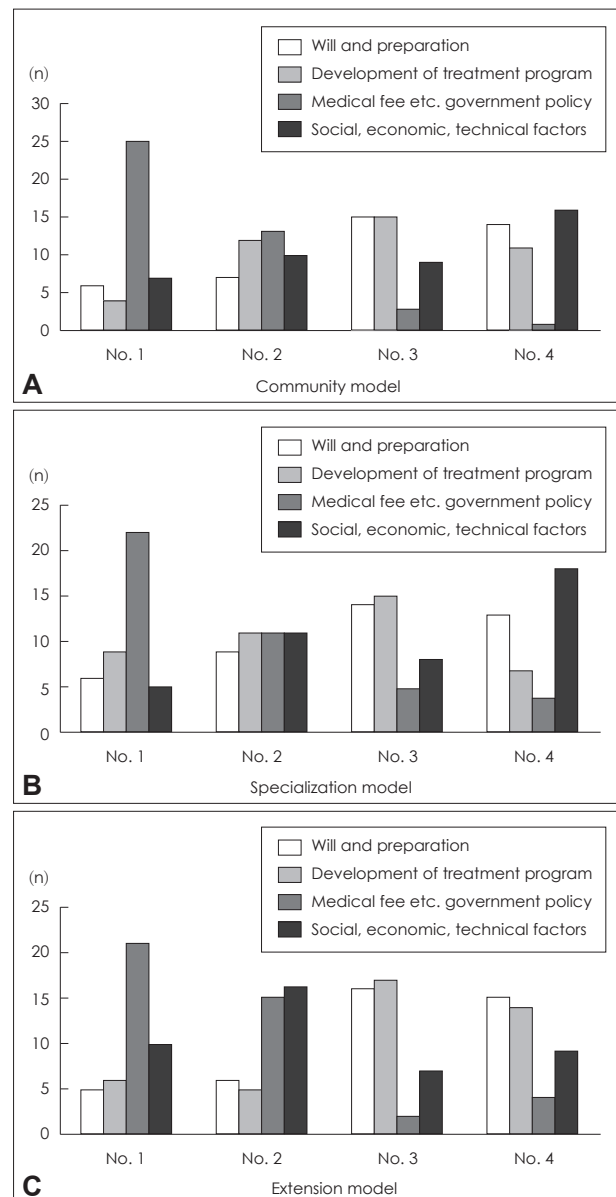 Will and preparation
Development of treatment program
Medical fee etc. government policy
Social, economic, technical factors
(n)
30
25
20
15
10
5
0
No. 1 No. 2 No. 3 No. 4
A Community model
Will and preparation
Development of treatment program
Medical fee etc. government policy
Social, economic, technical factors
(n)
25
20
15
10
5
0
No. 1 No. 2 No. 3 No. 4
B Specialization model
Will and preparation
Development of treatment program
Medical fee etc. government policy
Social, economic, technical factors
(n)
25
20
15
10
5
0
No. 1 No. 2 No. 3 No. 4
C Extension model